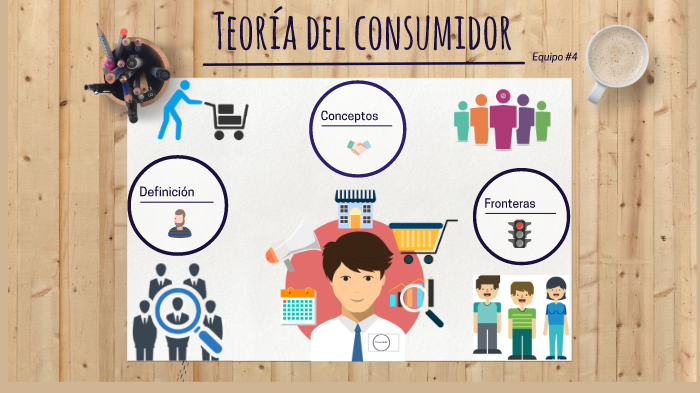 Teoría del consumidor
Equipo #4
Conceptos
Definición
Fronteras